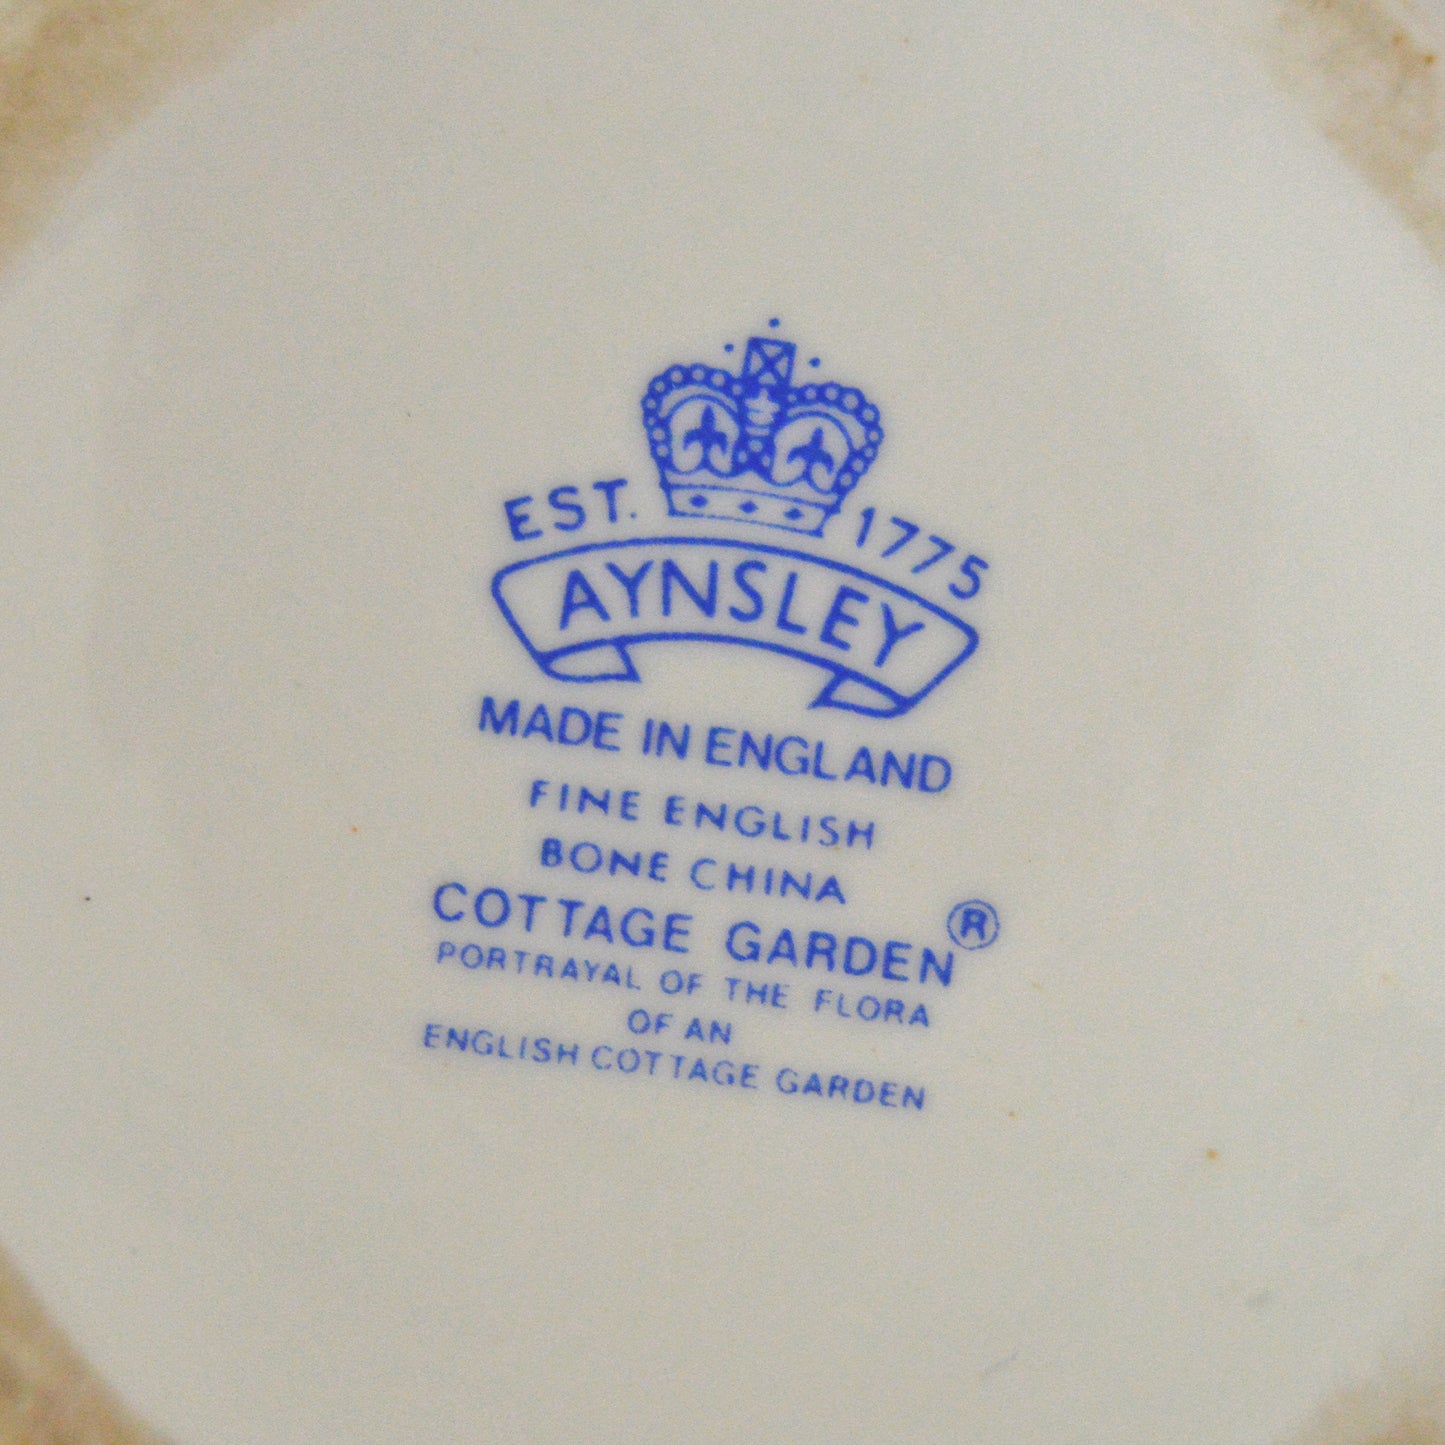 EST. 1775
AYNSLEY
MADE IN ENGLAND
FINE ENGLISH
BONE CHINA
COTTAGE GARDEN®
PORTRAYAL OF THE FLORA
OF AN
ENGLISH COTTAGE GARDEN